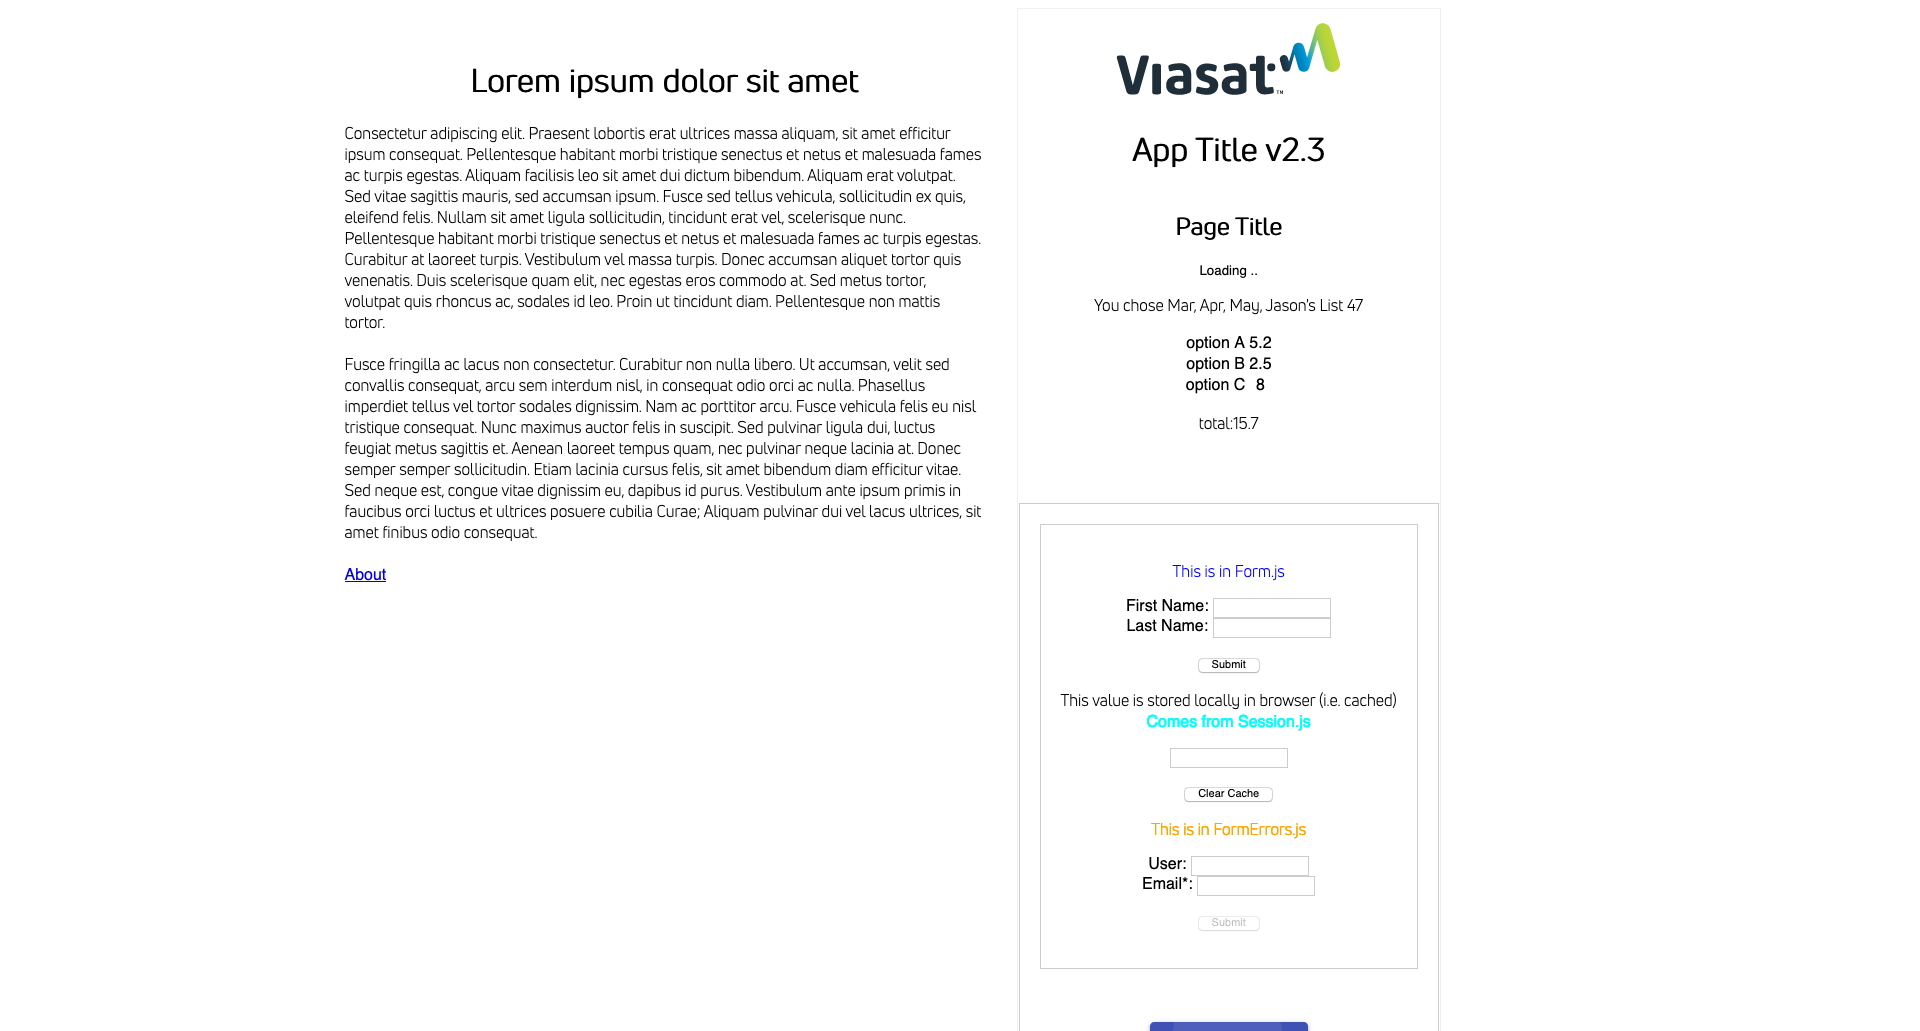 Lorem ipsum dolor sit amet
Consectetur adipiscing elit. Praesent lobortis erat ultrices massa aliquam, sit amet efficitur
ipsum consequat. Pellentesque habitant morbi tristique senectus et netus et malesuada fames
ac turpis egestas. Aliquam facilisis leo sit amet dui dictum bibendum. Aliquam erat volutpat.
Sed vitae sagittis mauris, sed accumsan ipsum. Fusce sed tellus vehicula, sollicitudin ex quis,
eleifend felis. Nullam sit amet ligula sollicitudin, tincidunt erat vel, scelerisque nunc.
Pellentesque habitant morbi tristique senectus et netus et malesuada fames ac turpis egestas.
Curabitur at laoreet turpis. Vestibulum vel massa turpis. Donec accumsan aliquet tortor quis
venenatis. Duis scelerisque quam elit, nec egestas eros commodo at. Sed metus tortor,
volutpat quis rhoncus ac, sodales id leo. Proin ut tincidunt diam. Pellentesque non mattis
tortor.
Fusce fringilla ac lacus non consectetur. Curabitur non nulla libero. Ut accumsan, velit sed
convallis consequat, arcu sem interdum nisl, in consequat odio orci ac nulla. Phasellus
imperdiet tellus vel tortor sodales dignissim. Nam ac porttitor arcu. Fusce vehicula felis eu nisl
tristique consequat. Nunc maximus auctor felis in suscipit. Sed pulvinar ligula dui, luctus
feugiat metus sagittis et. Aenean laoreet tempus quam, nec pulvinar neque lacinia at. Donec
semper semper sollicitudin. Etiam lacinia cursus felis, sit amet bibendum diam efficitur vitae.
Sed neque est, congue vitae dignissim eu, dapibus id purus. Vestibulum ante ipsum primis in
faucibus orci luctus et ultrices posuere cubilia Curae; Aliquam pulvinar dui vel lacus ultrices, sit
amet finibus odio consequat.
About
Viasat™
App Title v2.3
Page Title
Loading ..
You chose Mar, Apr, May, Jason's List 47
option A 5.2
option B 2.5
option C 8
total:15.7
This is in Form.js
First Name:
Last Name:
Submit
This value is stored locally in browser (i.e. cached)
Comes from Session.js
Clear Cache
This is in FormErrors.js
User:
Email*:
Submit